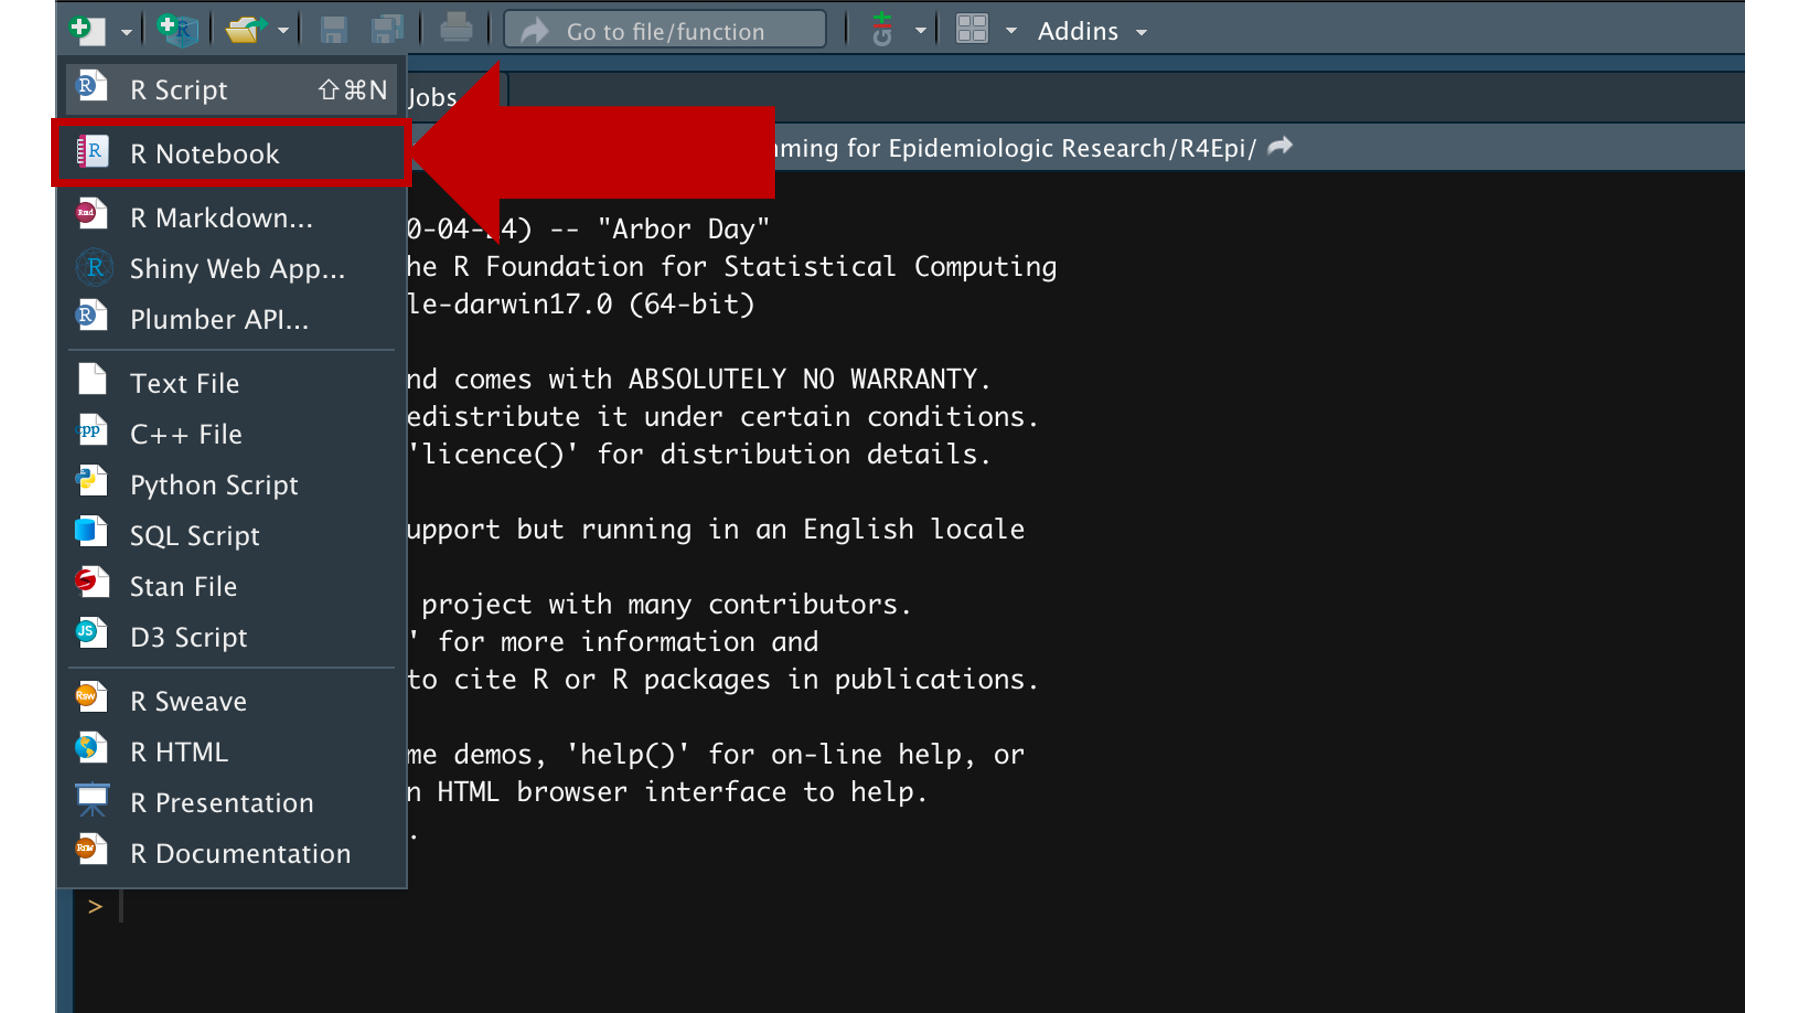 Go to file/function
Addins
R Script ⇧⌘N
Jobs
R Notebook
mming for Epidemiologic Research/R4Epi/
R Markdown...
0-04-24) -- "Arbor Day"
Shiny Web App...
he R Foundation for Statistical Computing
Plumber API...
le-darwin17.0 (64-bit)
Text File
nd comes with ABSOLUTELY NO WARRANTY.
C++ File
edistribute it under certain conditions.
'licence()' for distribution details.
Python Script
SQL Script
upport but running in an English locale
Stan File
project with many contributors.
D3 Script
' for more information and
to cite R or R packages in publications.
R Sweave
R HTML
me demos, 'help()' for on-line help, or
R Presentation
n HTML browser interface to help.
R Documentation
.
>